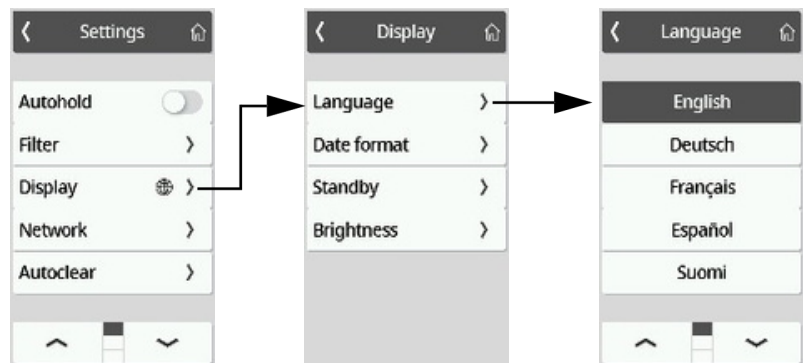 Settings
Autohold
Filter
Display
Network
Autoclear
Display
Language
Date format
Standby
Brightness
Language
English
Deutsch
Français
Español
Suomi